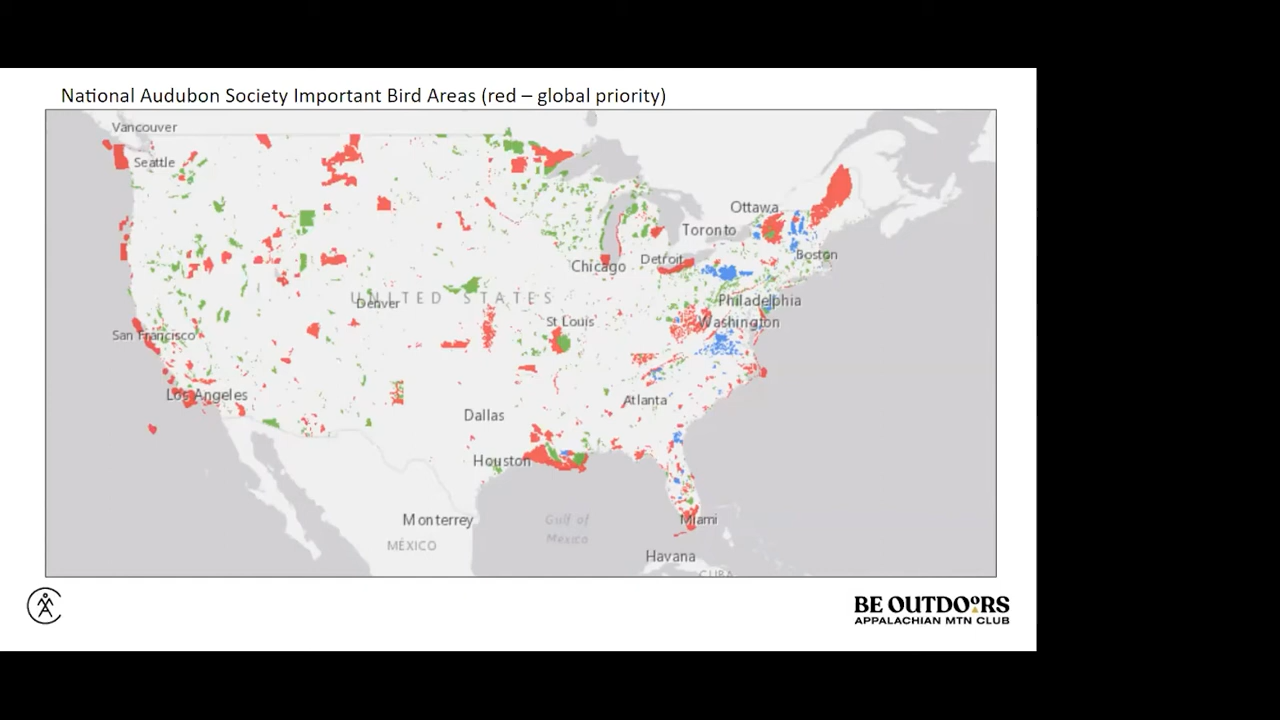 National Audubon Society Important Bird Areas (red – global priority)
Vancouver
Seattle
Ottawa
Toronto
Boston
Detroit
Chicago
UNITED STATES
Denver
Philadelphia
Washington
St Louis
San Francisco
Los Angeles
Atlanta
Dallas
Houston
Monterrey
Gulf of
Mexico
Miami
MÉXICO
Havana
CUBA
BE OUTDOORS
APPALACHIAN MTN CLUB